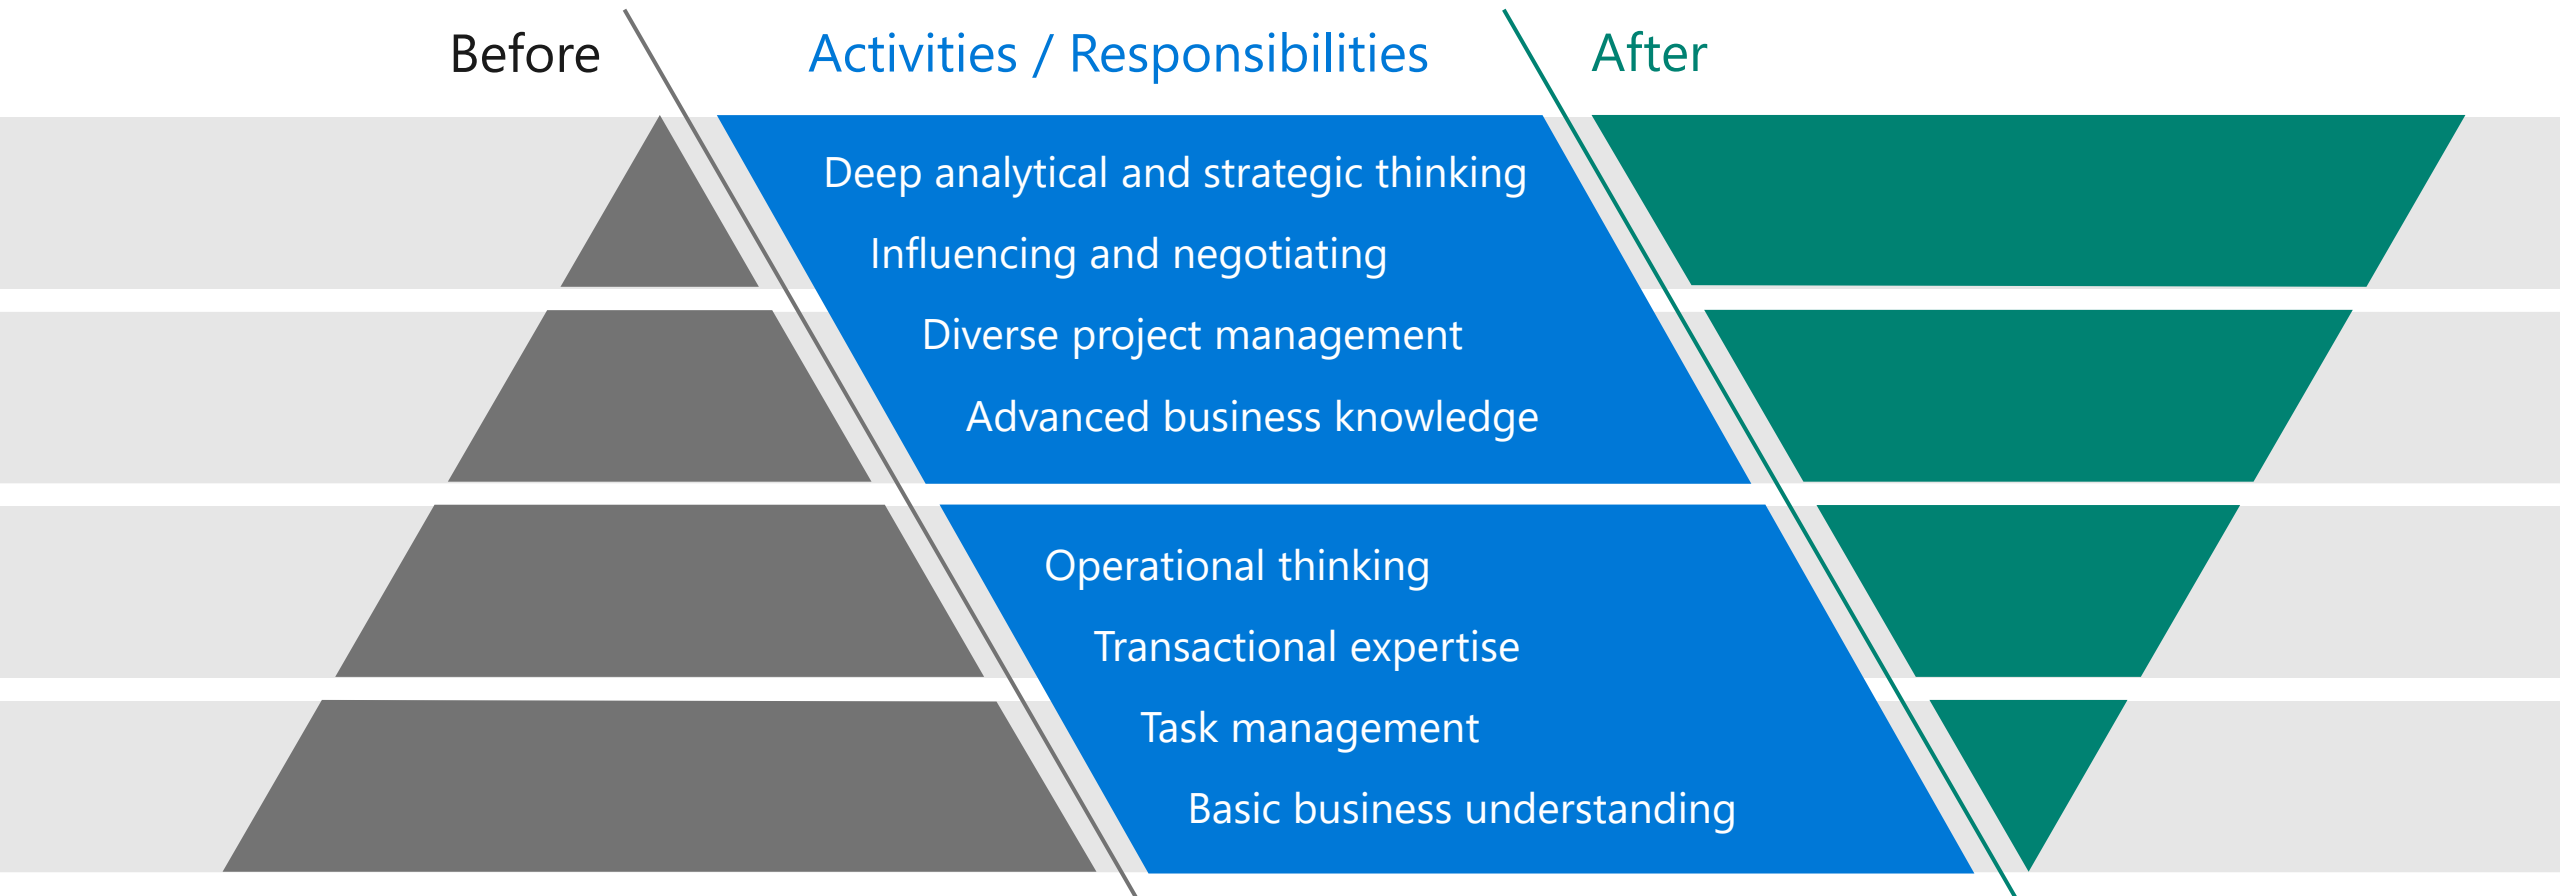 Before
Activities / Responsibilities
After
Deep analytical and strategic thinking
Influencing and negotiating
Diverse project management
Advanced business knowledge
Operational thinking
Transactional expertise
Task management
Basic business understanding